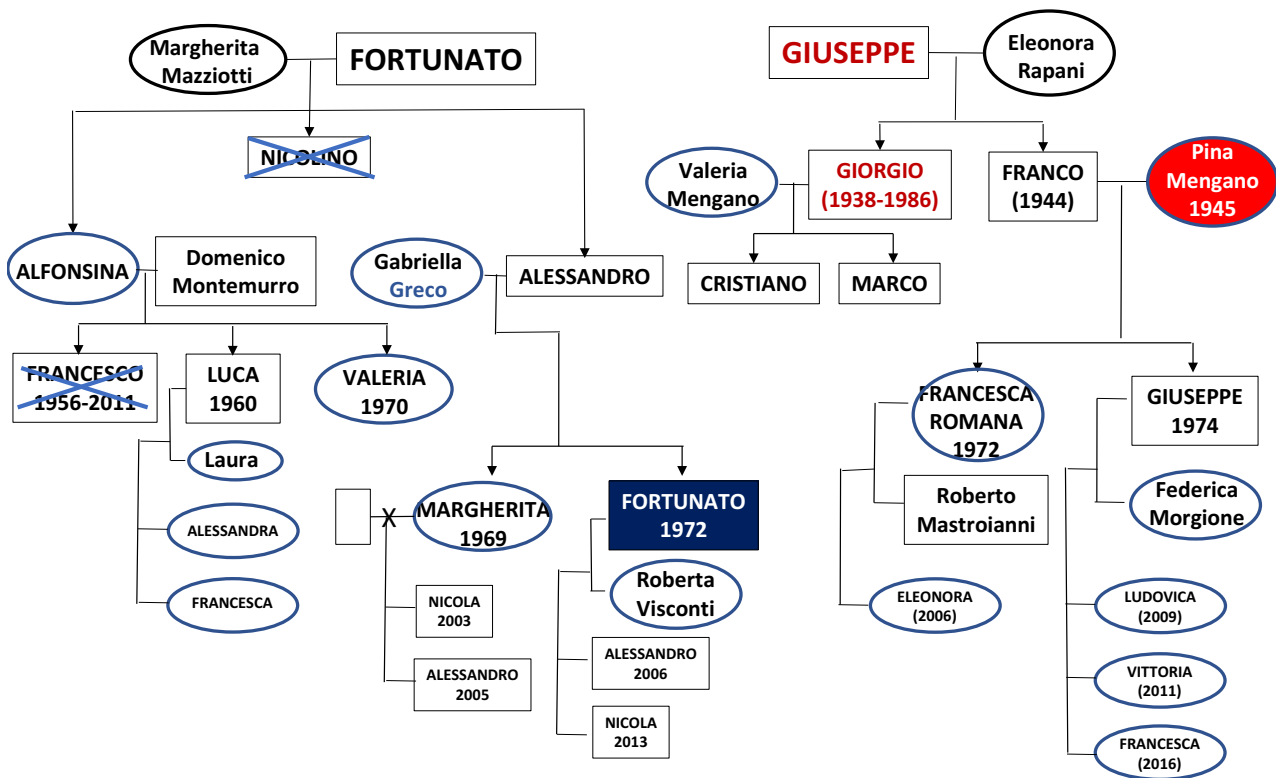 Margherita
Mazziotti
FORTUNATO
GIUSEPPE
Eleonora
Rapani
NICOLINO
Valeria
Mengano
GIORGIO
(1938-1986)
FRANCO
(1944)
Pina
Mengano
1945
ALFONSINA
Domenico
Montemurro
Gabriella
Greco
ALESSANDRO
CRISTIANO
MARCO
FRANCESCO
1956-2011
LUCA
1960
VALERIA
1970
FRANCESCA
ROMANA
1972
GIUSEPPE
1974
Laura
X
MARGHERITA
1969
FORTUNATO
1972
Roberto
Mastroianni
Federica
Morgione
ALESSANDRA
FRANCESCA
NICOLA
2003
Roberta
Visconti
ELEONORA
(2006)
LUDOVICA
(2009)
ALESSANDRO
2005
ALESSANDRO
2006
VITTORIA
(2011)
NICOLA
2013
FRANCESCA
(2016)